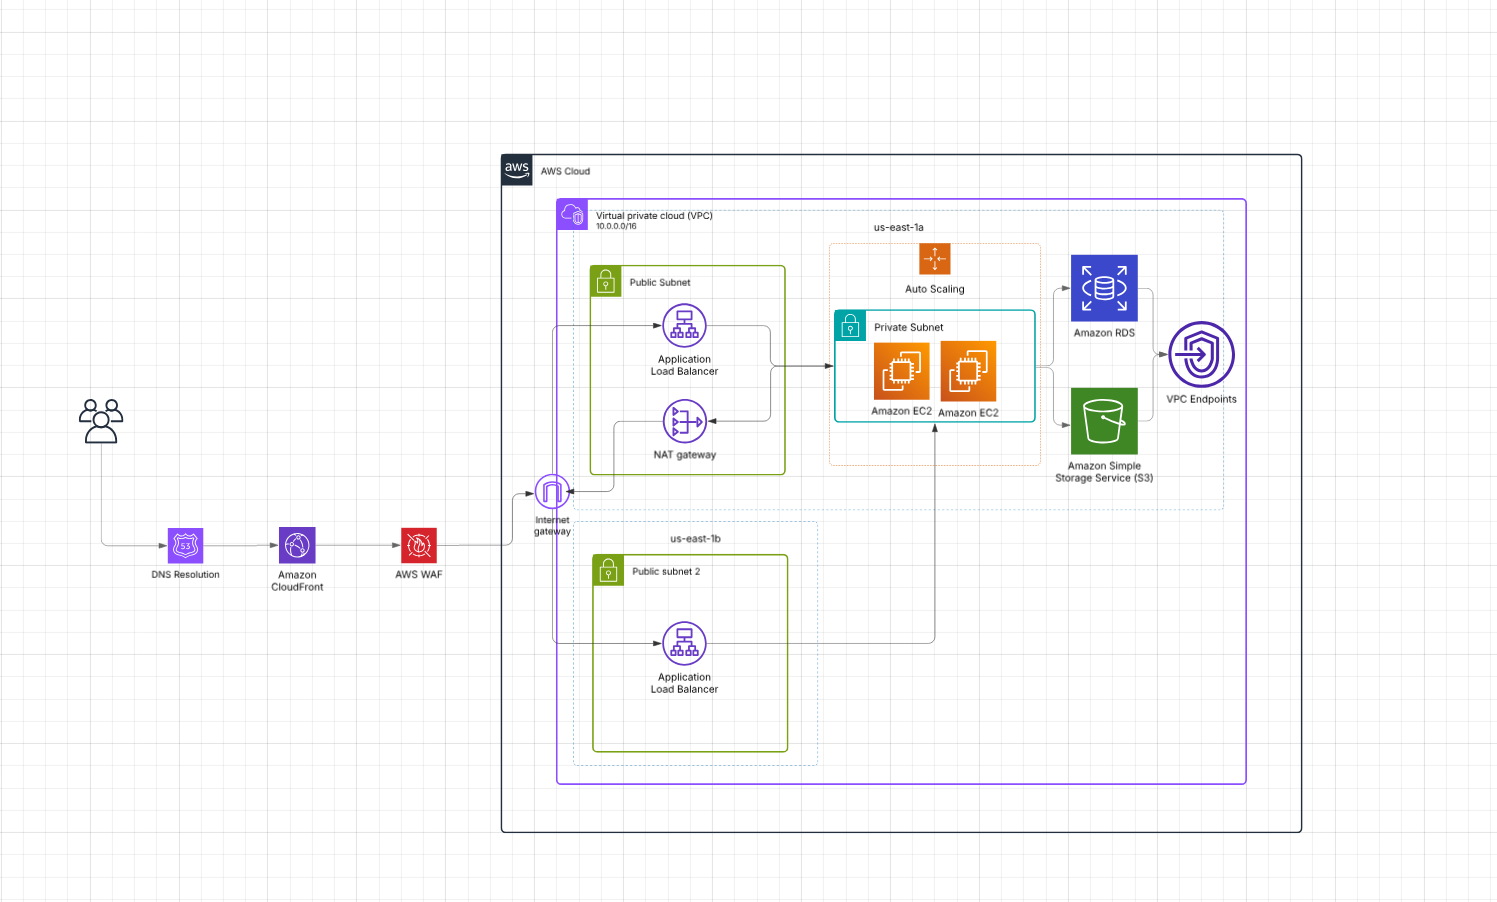 aws
AWS Cloud
Virtual private cloud (VPC)
10.0.0.0/16
us-east-1a
Auto Scaling
Public Subnet
Application
Load Balancer
NAT gateway
Private Subnet
Amazon EC2
Amazon EC2
Amazon RDS
VPC Endpoints
Amazon Simple
Storage Service (S3)
Internet
gateway
53
DNS Resolution
Amazon
CloudFront
AWS WAF
us-east-1b
Public subnet 2
Application
Load Balancer